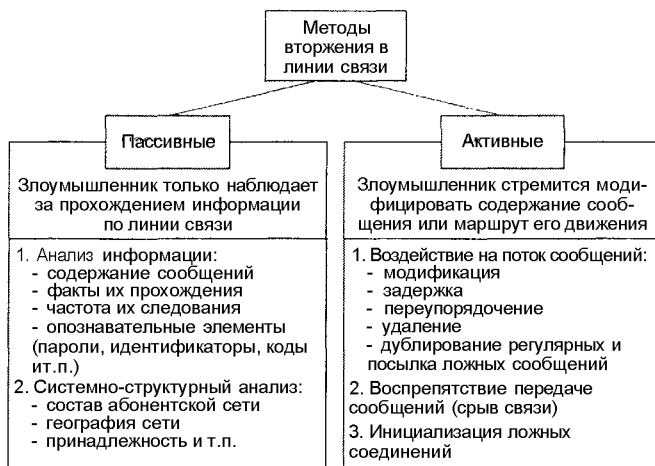 Методы
вторжения в
линии связи
Пассивные
Злоумышленник только наблюдает
за прохождением информации
по линии связи
1. Анализ информации:
- содержание сообщений
- факты их прохождения
- частота их следования
- опознавательные элементы
(пароли, идентификаторы, коды
ит.п.)
2. Системно-структурный анализ:
- состав абонентской сети
- география сети
- принадлежность и т.п.
Активные
Злоумышленник стремится моди-
фицировать содержание сооб-
щения или маршрут его движения
1. Воздействие на поток сообщений:
- модификация
- задержка
- переупорядочение
- удаление
- дублирование регулярных и
посылка ложных сообщений
2. Воспрепятствие передаче
сообщений (срыв связи)
3. Инициализация ложных
соединений